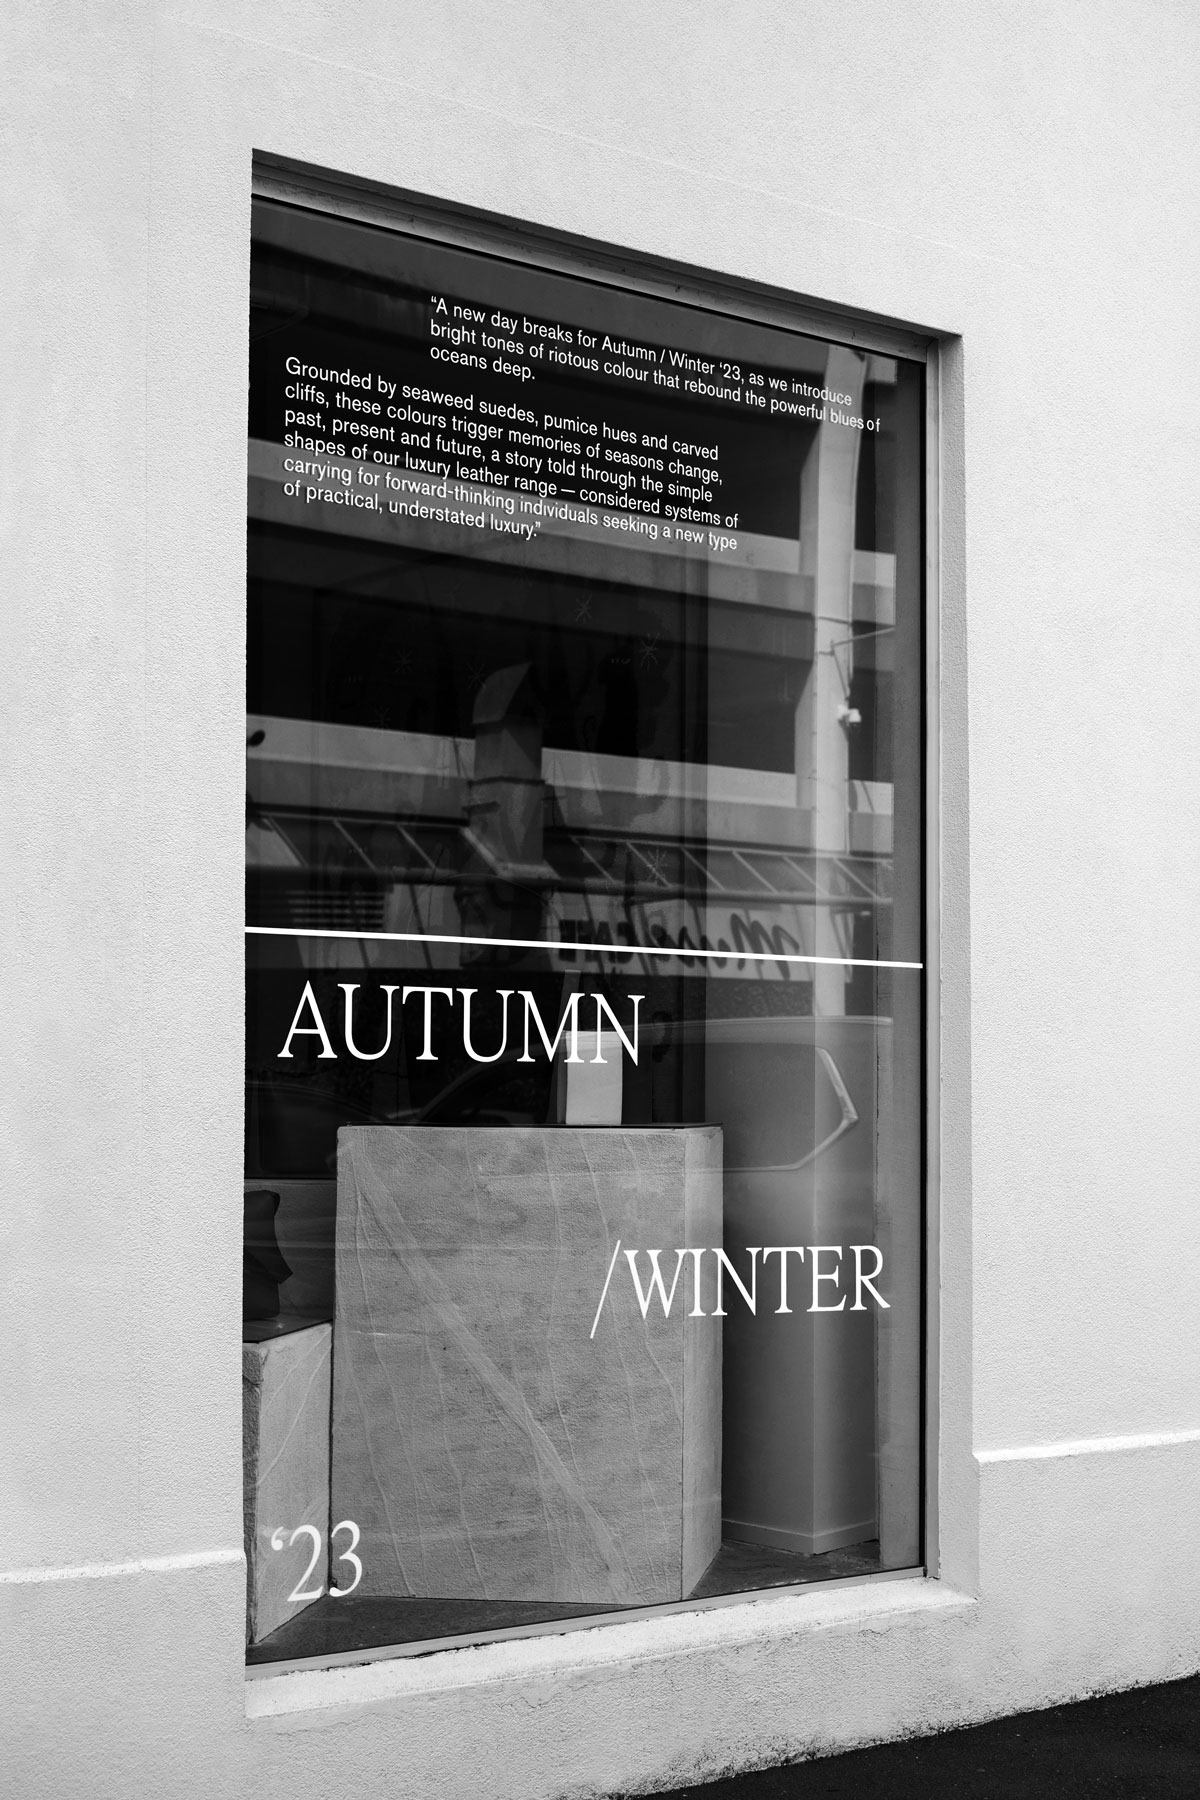 “A new day breaks for Autumn / Winter ‘23, as we introduce
bright tones of riotous colour that rebound the powerful blues of
oceans deep.
Grounded by seaweed suedes, pumice hues and carved
cliffs, these colours trigger memories of seasons change,
past, present and future, a story told through the simple
shapes of our luxury leather range — considered systems of
carrying for forward-thinking individuals seeking a new type
of practical, understated luxury.”
AUTUMN
/WINTER
‘23